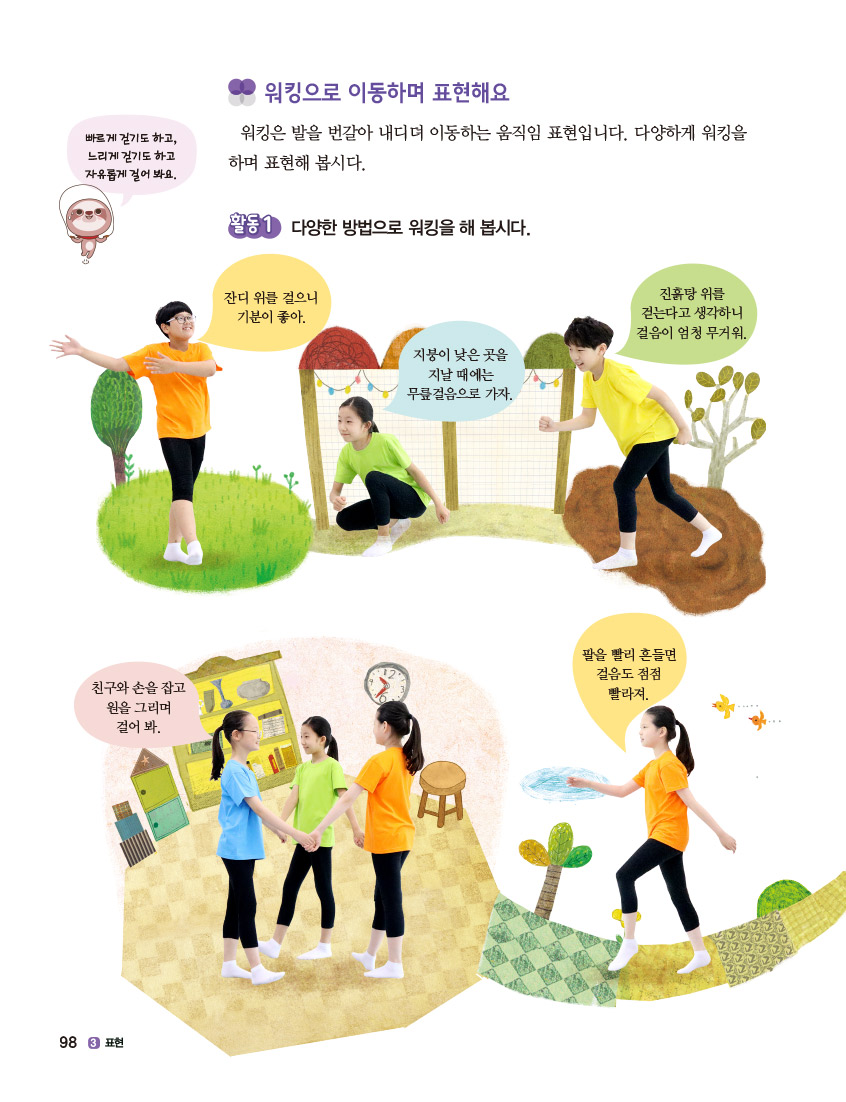 워킹으로 이동하며 표현해요
워킹은 발을 번갈아 내디뎌 이동하는 움직임 표현입니다. 다양하게 워킹을
하며 표현해 봅시다.
빠르게 걷기도 하고,
느리게 걷기도 하고
자유롭게 걸어 봐요.
활동1 다양한 방법으로 워킹을 해 봅시다.
잔디 위를 걸으니
기분이 좋아.
지붕이 낮은 곳을
지날 때에는
무릎걸음으로 가자.
진흙탕 위를
걷는다고 생각하니
걸음이 엄청 무거워.
친구와 손을 잡고
원을 그리며
걸어 봐.
팔을 빨리 흔들면
걸음도 점점
빨라져.
98 3 표현